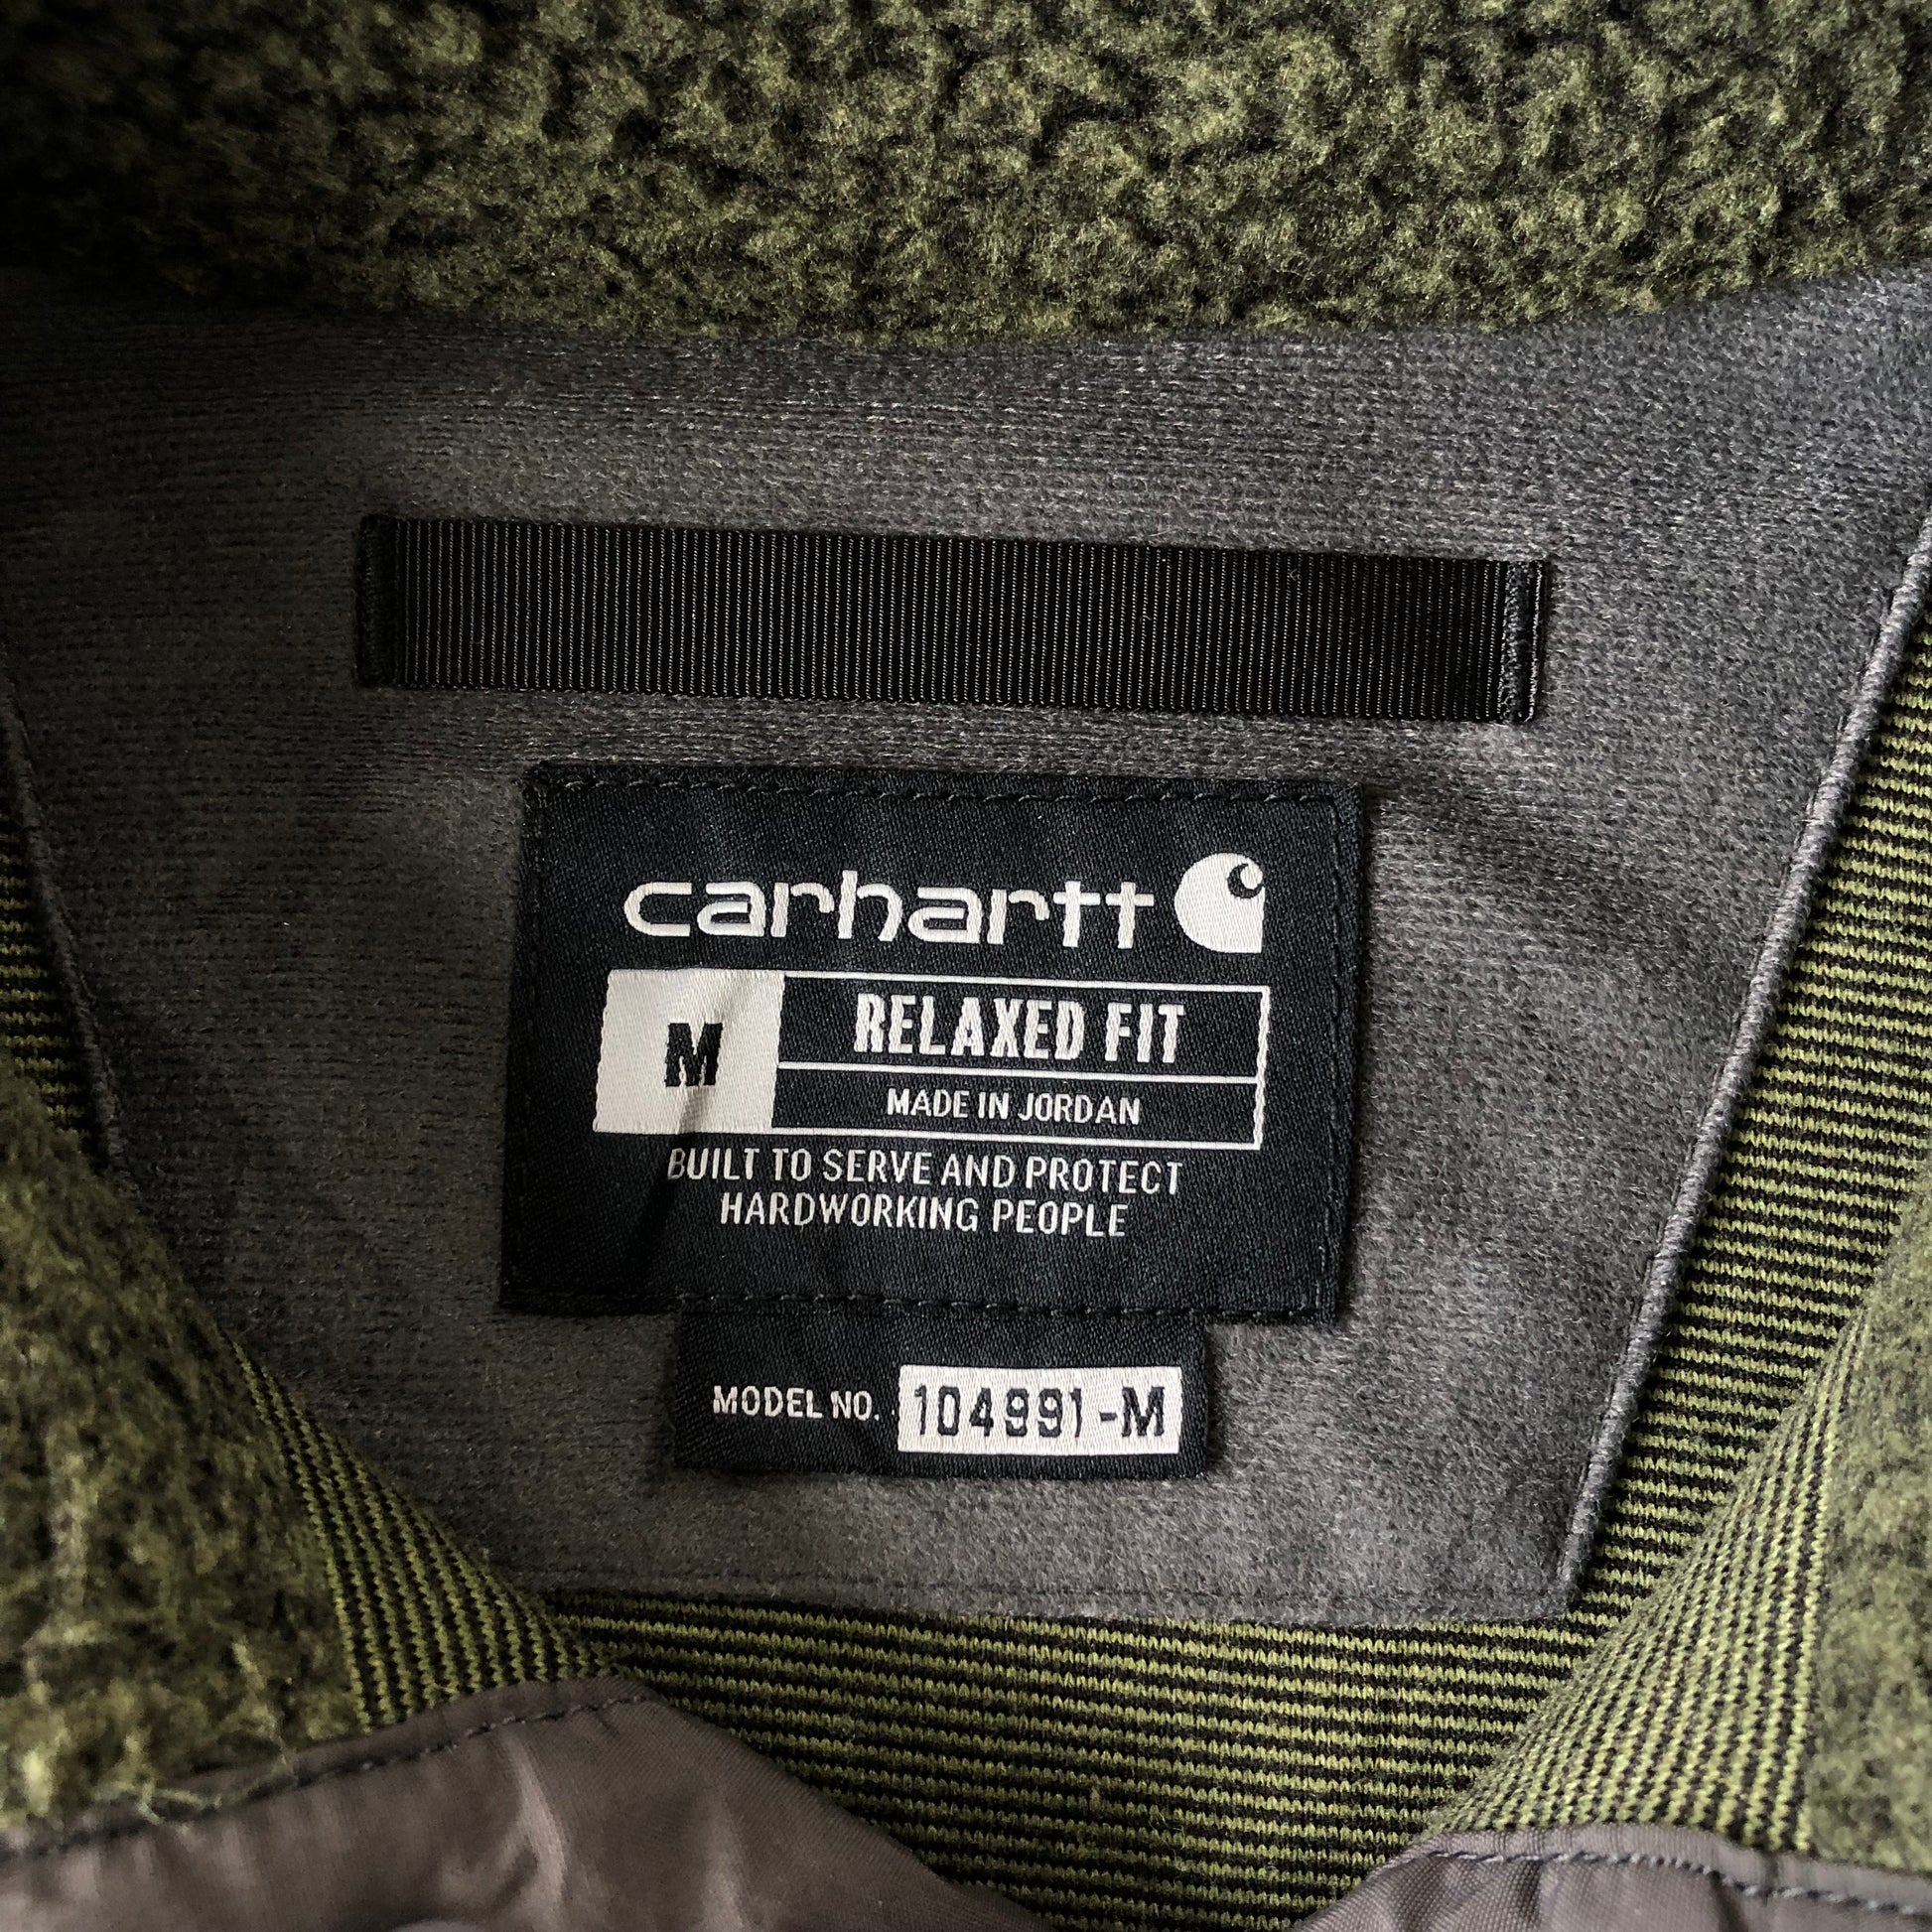 carhartt
M
RELAXED FIT
MADE IN JORDAN
BUILT TO SERVE AND PROTECT
HARDWORKING PEOPLE
MODEL NO. 104991-M